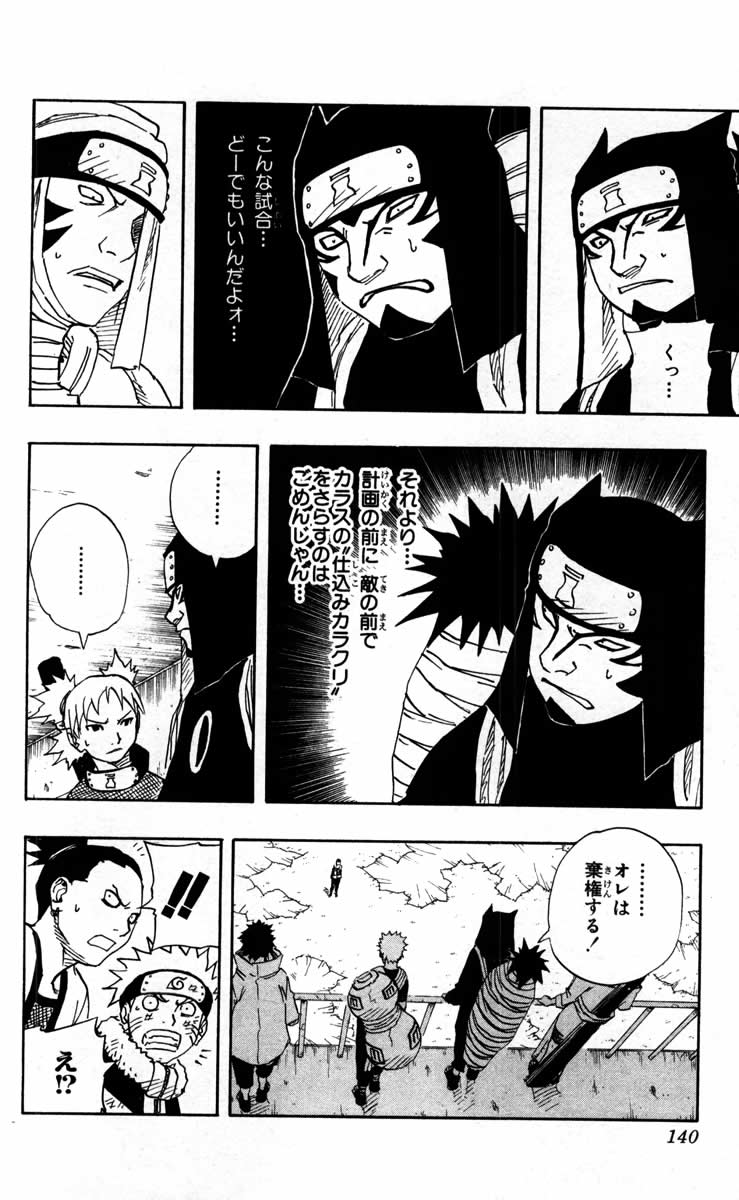 くっ…
こんな試合…
どーでもいいんだよォ…
それより…
計画の前に敵の前で
カラスの〝仕込みカラクリ〟
をさらすのは
ごめんじゃん…
………
………
………
オレは
棄権する!
!!
え!?
140